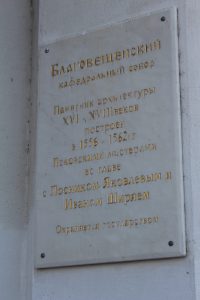 Благовещенский
кафедральный собор
Памятник архитектуры
XVI - XVIII веков
построен
в 1556 - 1562 гг
Псковскими мастерами
во главе
с Посником Яковлевым и
Иваном Ширяем
Охраняется государством